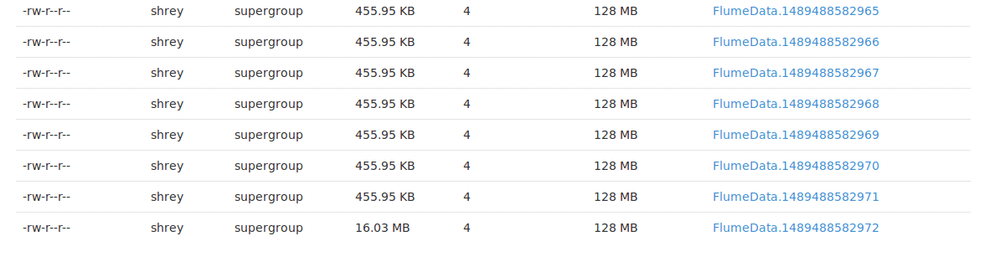 -rw-r--r-- shrey supergroup 455.95 KB 4 128 MB FlumeData.1489488582965
-rw-r--r-- shrey supergroup 455.95 KB 4 128 MB FlumeData.1489488582966
-rw-r--r-- shrey supergroup 455.95 KB 4 128 MB FlumeData.1489488582967
-rw-r--r-- shrey supergroup 455.95 KB 4 128 MB FlumeData.1489488582968
-rw-r--r-- shrey supergroup 455.95 KB 4 128 MB FlumeData.1489488582969
-rw-r--r-- shrey supergroup 455.95 KB 4 128 MB FlumeData.1489488582970
-rw-r--r-- shrey supergroup 455.95 KB 4 128 MB FlumeData.1489488582971
-rw-r--r-- shrey supergroup 16.03 MB 4 128 MB FlumeData.1489488582972